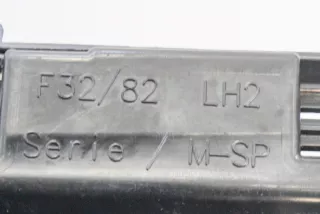 F32/82 LH2
Serie / M-SP